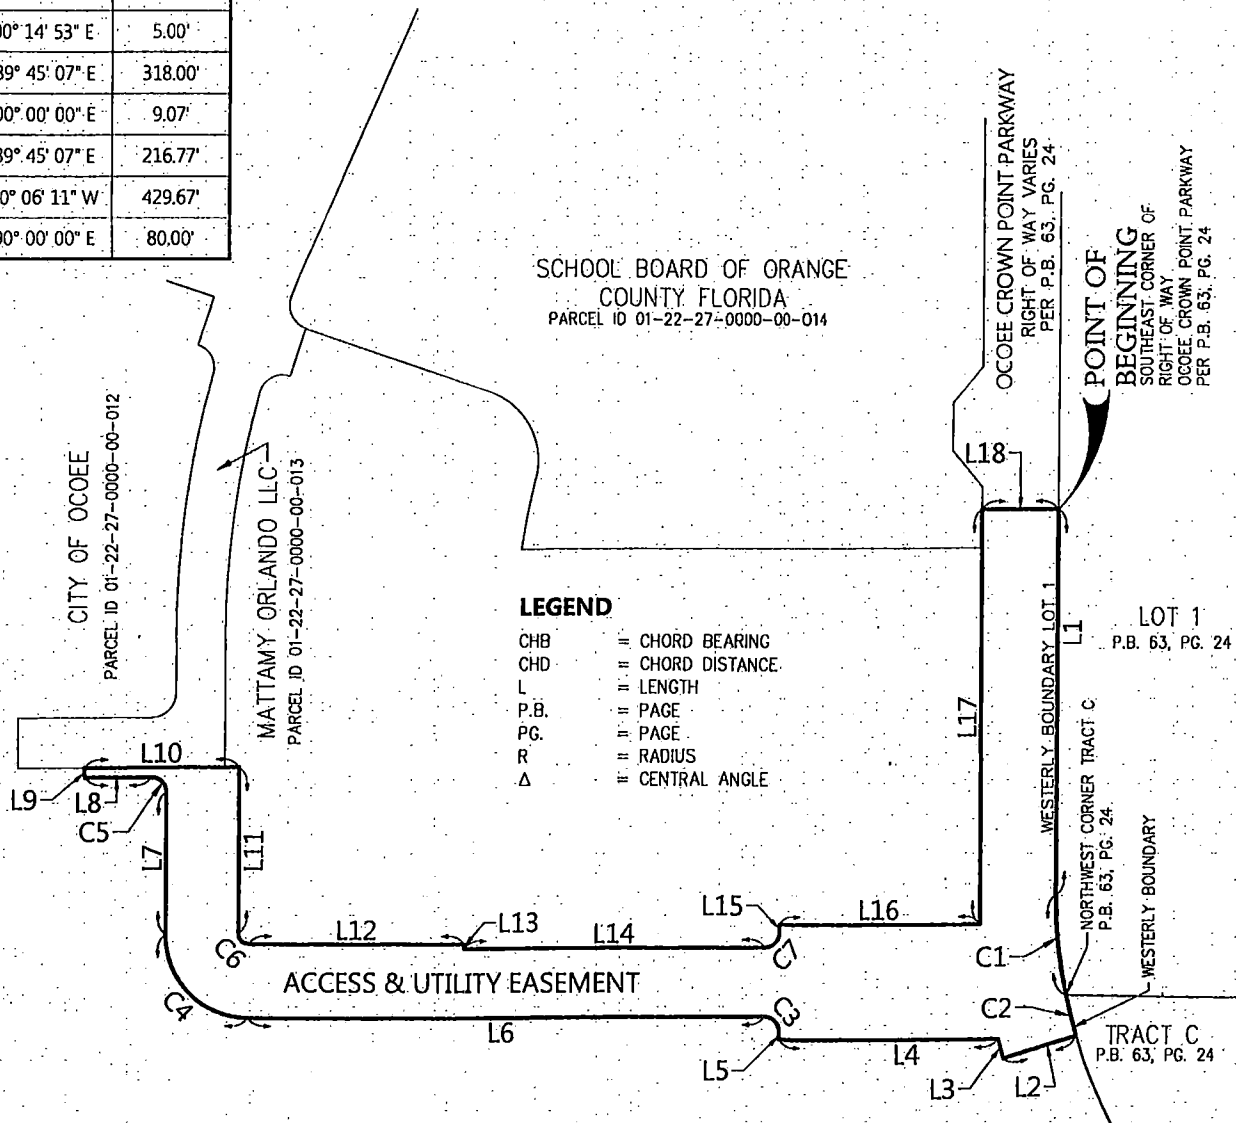 00° 14' 53" E 5.00'
39° 45' 07" E 318.00'
00° 00' 00" E 9.07'
39° 45' 07" E 216.77'
0° 06' 11" W 429.67'
90° 00' 00" E 80.00'
SCHOOL BOARD OF ORANGE
COUNTY FLORIDA
PARCEL ID 01-22-27-0000-00-014
OCOEE CROWN POINT PARKWAY
RIGHT OF WAY VARIES
PER P.B. 63, PG. 24
POINT OF
BEGINNING
SOUTHEAST CORNER OF
RIGHT OF WAY
OCOEE CROWN POINT PARKWAY
PER P.B. 63, PG. 24
CITY OF OCOEE
PARCEL ID 01-22-27-0000-00-012
MATTAMY ORLANDO LLC
PARCEL ID 01-22-27-0000-00-013
L18
LEGEND
CHB = CHORD BEARING
CHD = CHORD DISTANCE
L = LENGTH
P.B. = PAGE
PG. = PAGE
R = RADIUS
Δ = CENTRAL ANGLE
L17
WESTERLY BOUNDARY LOT 1
L1
LOT 1
P.B. 63, PG. 24
NORTHWEST CORNER TRACT C
P.B. 63, PG. 24
WESTERLY BOUNDARY
L10
L9
L8
C5
L7
L11
L12
L13
L14
L15
L16
C6
C7
C1
ACCESS & UTILITY EASEMENT
C4
L6
C3
C2
L5
L4
L3
L2
TRACT C
P.B. 63, PG. 24